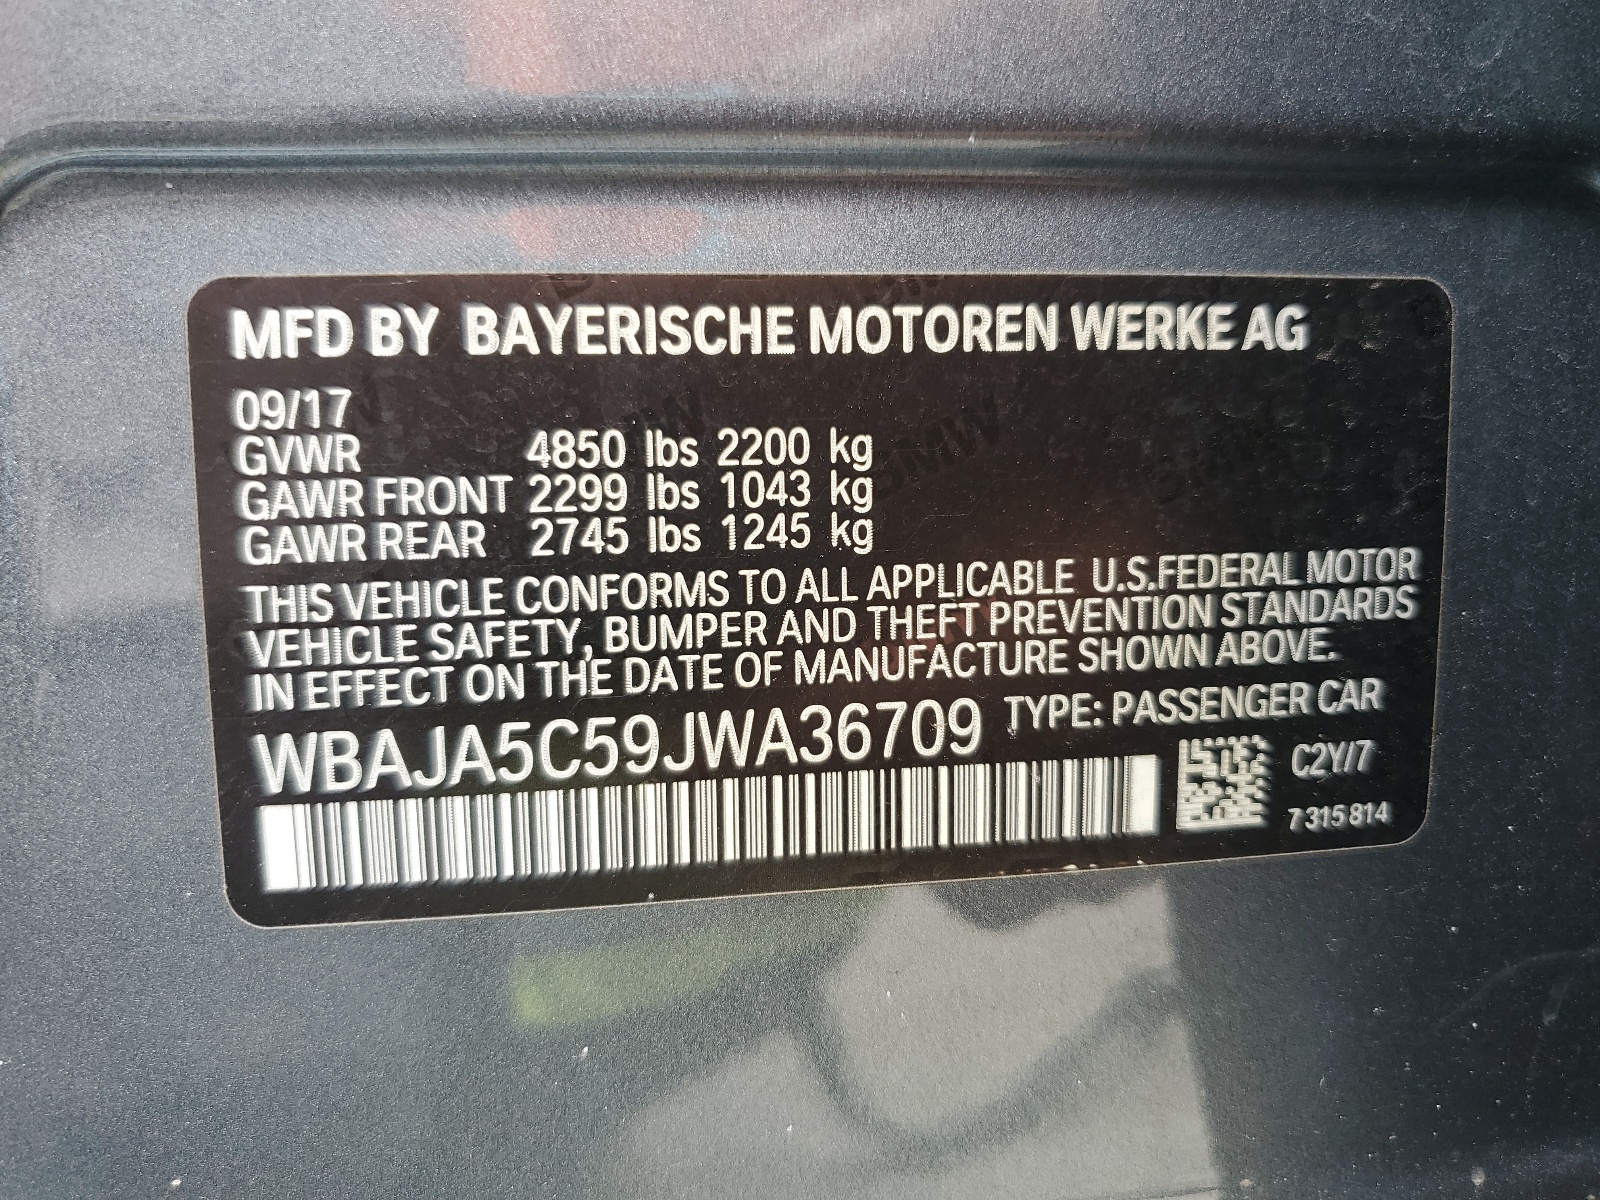 MFD BY BAYERISCHE MOTOREN WERKE AG
09/17
GVWR 4850 lbs 2200 kg
GAWR FRONT 2299 lbs 1043 kg
GAWR REAR 2745 lbs 1245 kg
THIS VEHICLE CONFORMS TO ALL APPLICABLE U.S.FEDERAL MOTOR
VEHICLE SAFETY, BUMPER AND THEFT PREVENTION STANDARDS
IN EFFECT ON THE DATE OF MANUFACTURE SHOWN ABOVE.
WBAJA5C59JWA36709 TYPE: PASSENGER CAR
C2Y/7
7 315 814